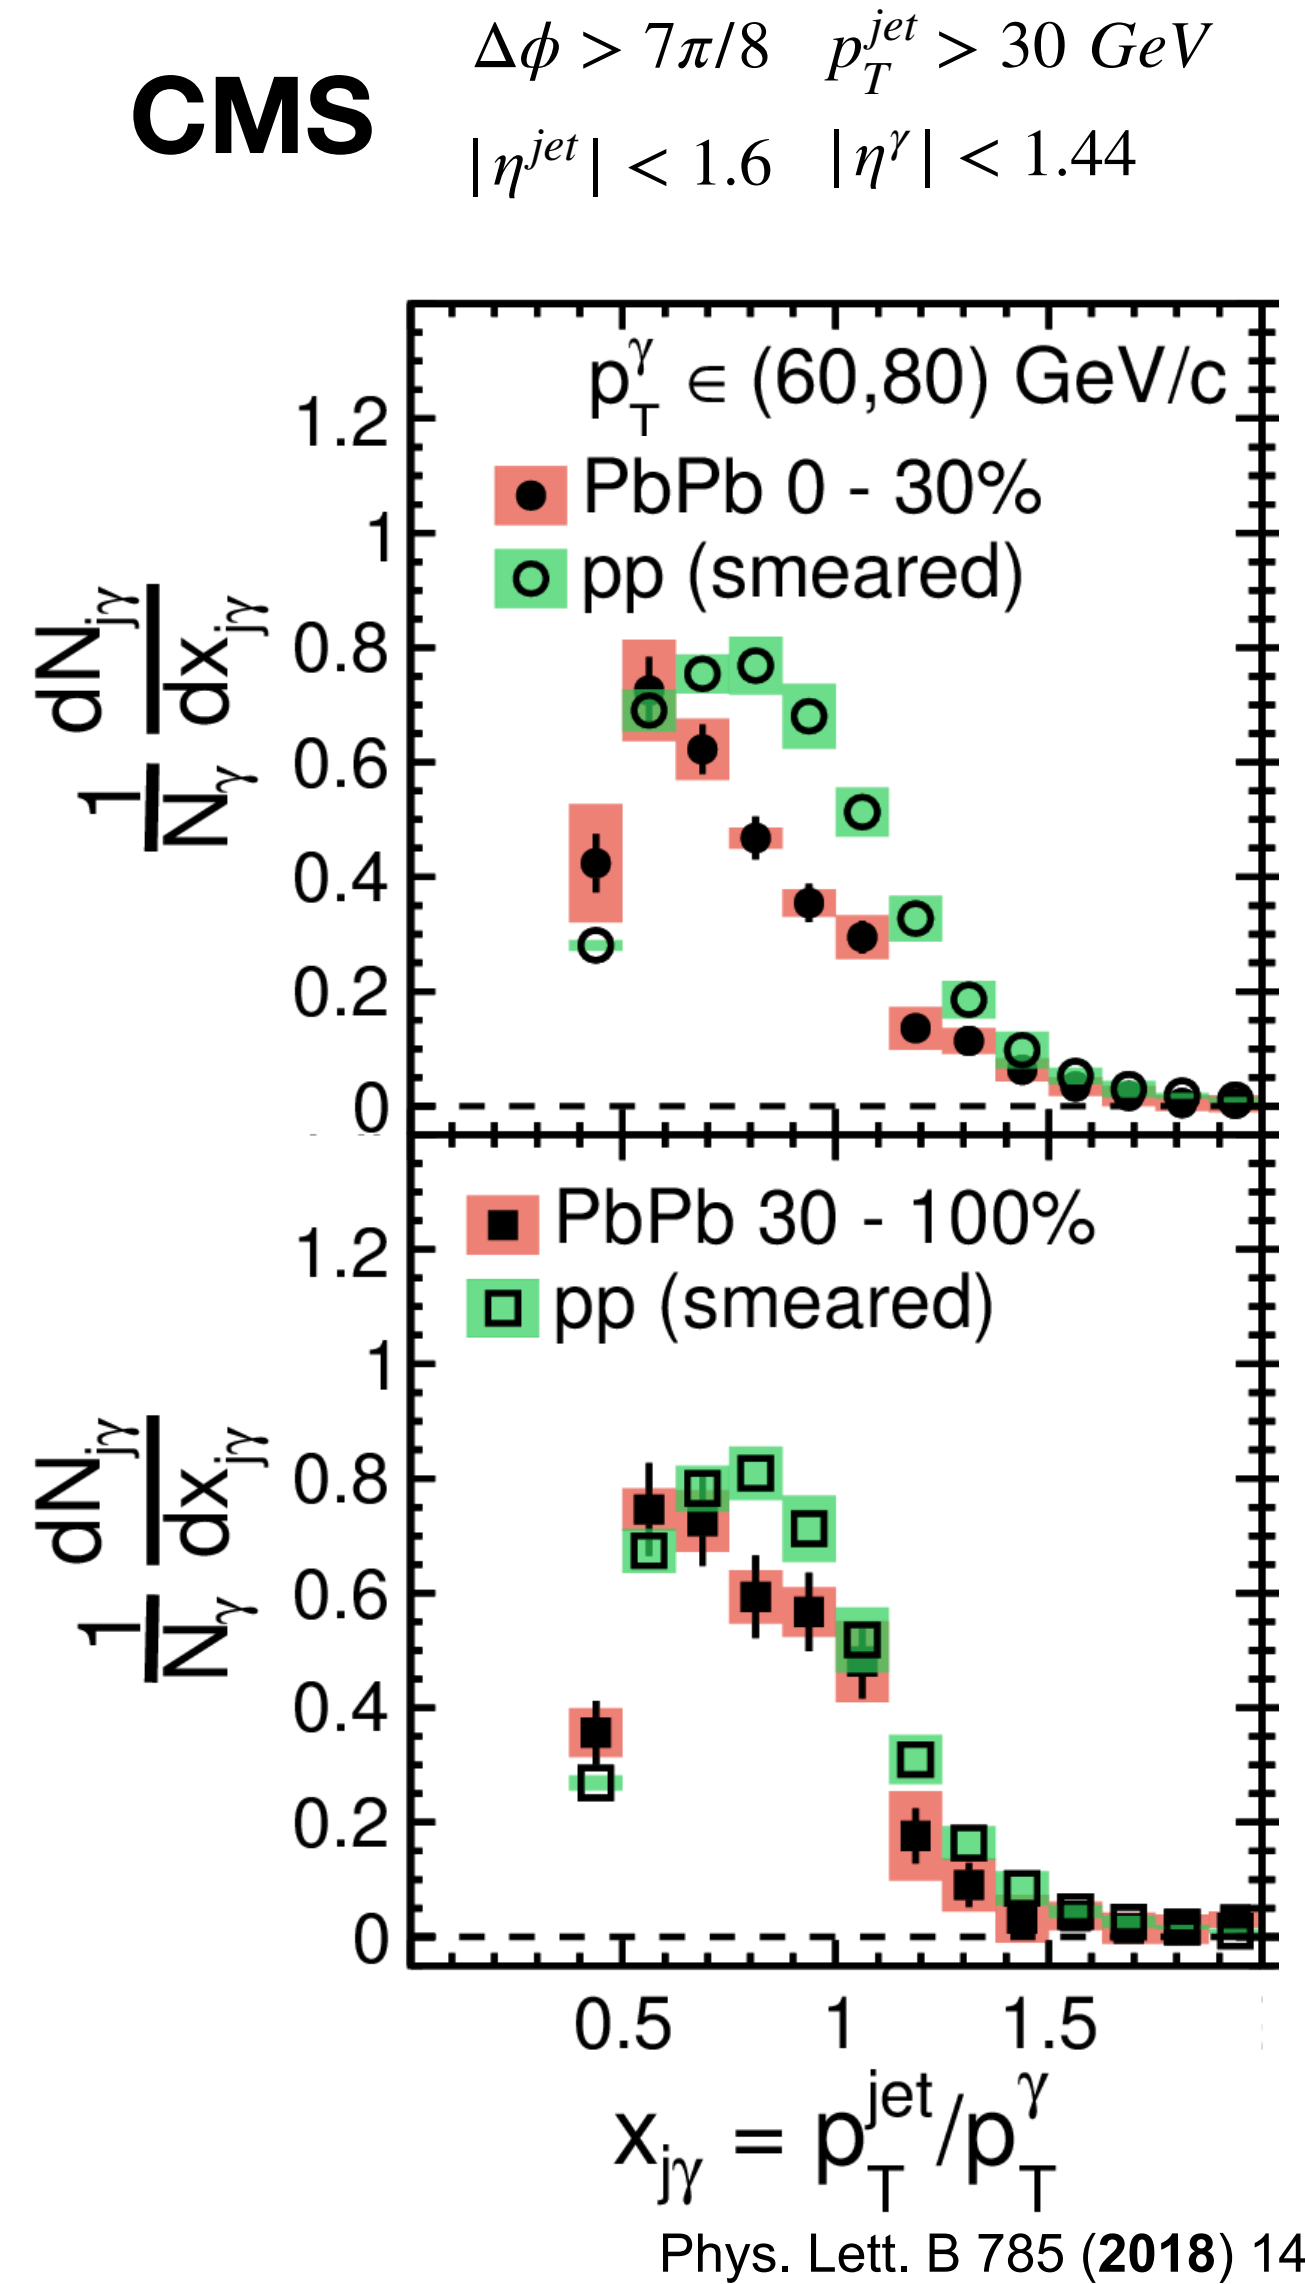 Δϕ > 7π/8 p_T^jet > 30 GeV
CMS
|η^jet| < 1.6 |η^γ| < 1.44
p_T^γ ∈ (60,80) GeV/c
PbPb 0 - 30%
pp (smeared)
1.2
1
0.8
0.6
0.4
0.2
0
1/N_γ dN_jγ/dx_jγ
PbPb 30 - 100%
pp (smeared)
1.2
1
0.8
0.6
0.4
0.2
0
1/N_γ dN_jγ/dx_jγ
0.5 1 1.5
x_jγ = p_T^jet/p_T^γ
Phys. Lett. B 785 (2018) 14